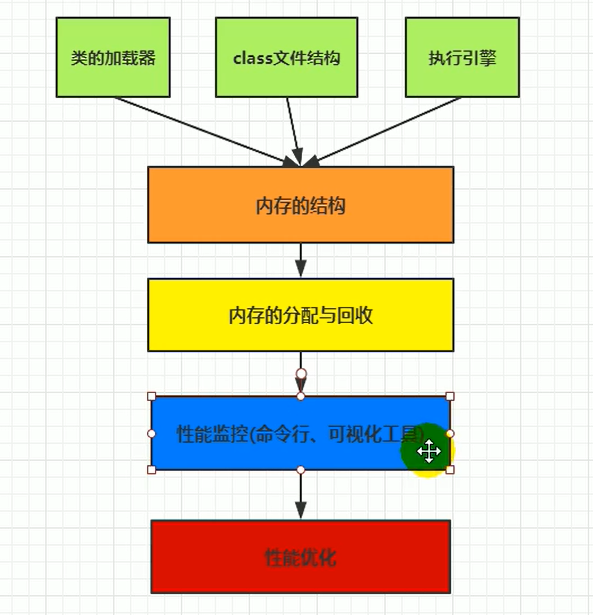 类的加载器
class文件结构
执行引擎
内存的结构
内存的分配与回收
性能监控(命令行、可视化工具)
性能优化